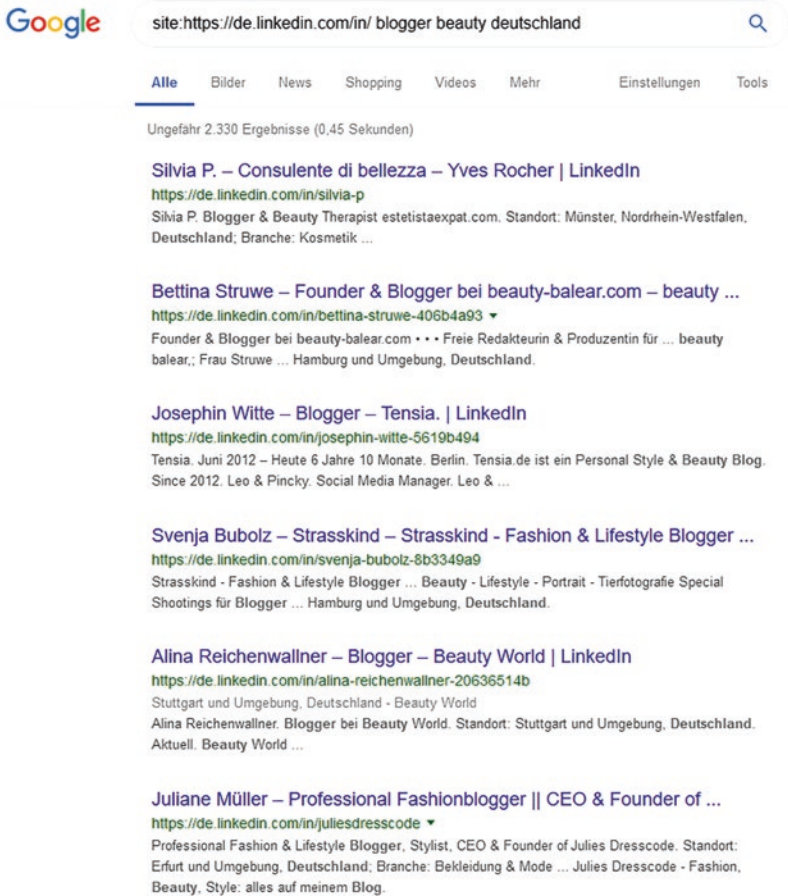 Google
site:https://de.linkedin.com/in/ blogger beauty deutschland
Alle Bilder News Shopping Videos Mehr Einstellungen Tools
Ungefähr 2.330 Ergebnisse (0,45 Sekunden)
Silvia P. – Consulente di bellezza – Yves Rocher | LinkedIn
https://de.linkedin.com/in/silvia-p
Silvia P. Blogger & Beauty Therapist estetistaexpat.com. Standort: Münster, Nordrhein-Westfalen,
Deutschland; Branche: Kosmetik ...
Bettina Struwe – Founder & Blogger bei beauty-balear.com – beauty ...
https://de.linkedin.com/in/bettina-struwe-406b4a93
Founder & Blogger bei beauty-balear.com • • • Freie Redakteurin & Produzentin für ... beauty
balear,; Frau Struwe ... Hamburg und Umgebung, Deutschland.
Josephin Witte – Blogger – Tensia. | LinkedIn
https://de.linkedin.com/in/josephin-witte-5619b494
Tensia. Juni 2012 – Heute 6 Jahre 10 Monate. Berlin. Tensia.de ist ein Personal Style & Beauty Blog.
Since 2012. Leo & Pincky. Social Media Manager. Leo & ...
Svenja Bubolz – Strasskind – Strasskind - Fashion & Lifestyle Blogger ...
https://de.linkedin.com/in/svenja-bubolz-8b3349a9
Strasskind - Fashion & Lifestyle Blogger ... Beauty - Lifestyle - Portrait - Tierfotografie Special
Shootings für Blogger ... Hamburg und Umgebung, Deutschland.
Alina Reichenwallner – Blogger – Beauty World | LinkedIn
https://de.linkedin.com/in/alina-reichenwallner-20636514b
Stuttgart und Umgebung, Deutschland - Beauty World
Alina Reichenwallner. Blogger bei Beauty World. Standort: Stuttgart und Umgebung, Deutschland.
Aktuell. Beauty World ...
Juliane Müller – Professional Fashionblogger || CEO & Founder of ...
https://de.linkedin.com/in/juliesdresscode
Professional Fashion & Lifestyle Blogger, Stylist, CEO & Founder of Julies Dresscode. Standort:
Erfurt und Umgebung, Deutschland; Branche: Bekleidung & Mode ... Julies Dresscode - Fashion,
Beauty, Style: alles auf meinem Blog.